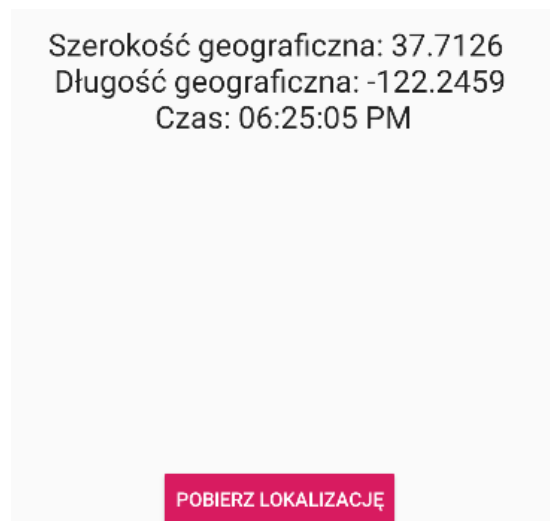 Szerokość geograficzna: 37.7126
Długość geograficzna: -122.2459
Czas: 06:25:05 PM
POBIERZ LOKALIZACJĘ